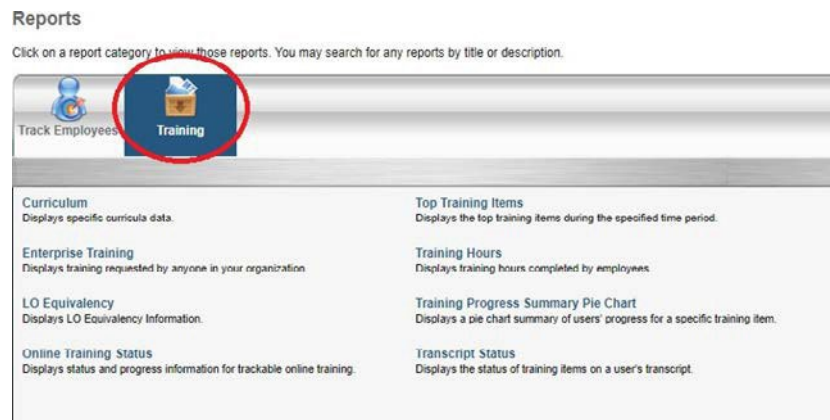 Reports
Click on a report category to view those reports. You may search for any reports by title or description.
Track Employees
Training
Curriculum
Displays specific curricula data.
Enterprise Training
Displays training requested by anyone in your organization
LO Equivalency
Displays LO Equivalency Information.
Online Training Status
Displays status and progress information for trackable online training.
Top Training Items
Displays the top training items during the specified time period.
Training Hours
Displays training hours completed by employees
Training Progress Summary Pie Chart
Displays a pie chart summary of users' progress for a specific training item.
Transcript Status
Displays the status of training items on a user's transcript.